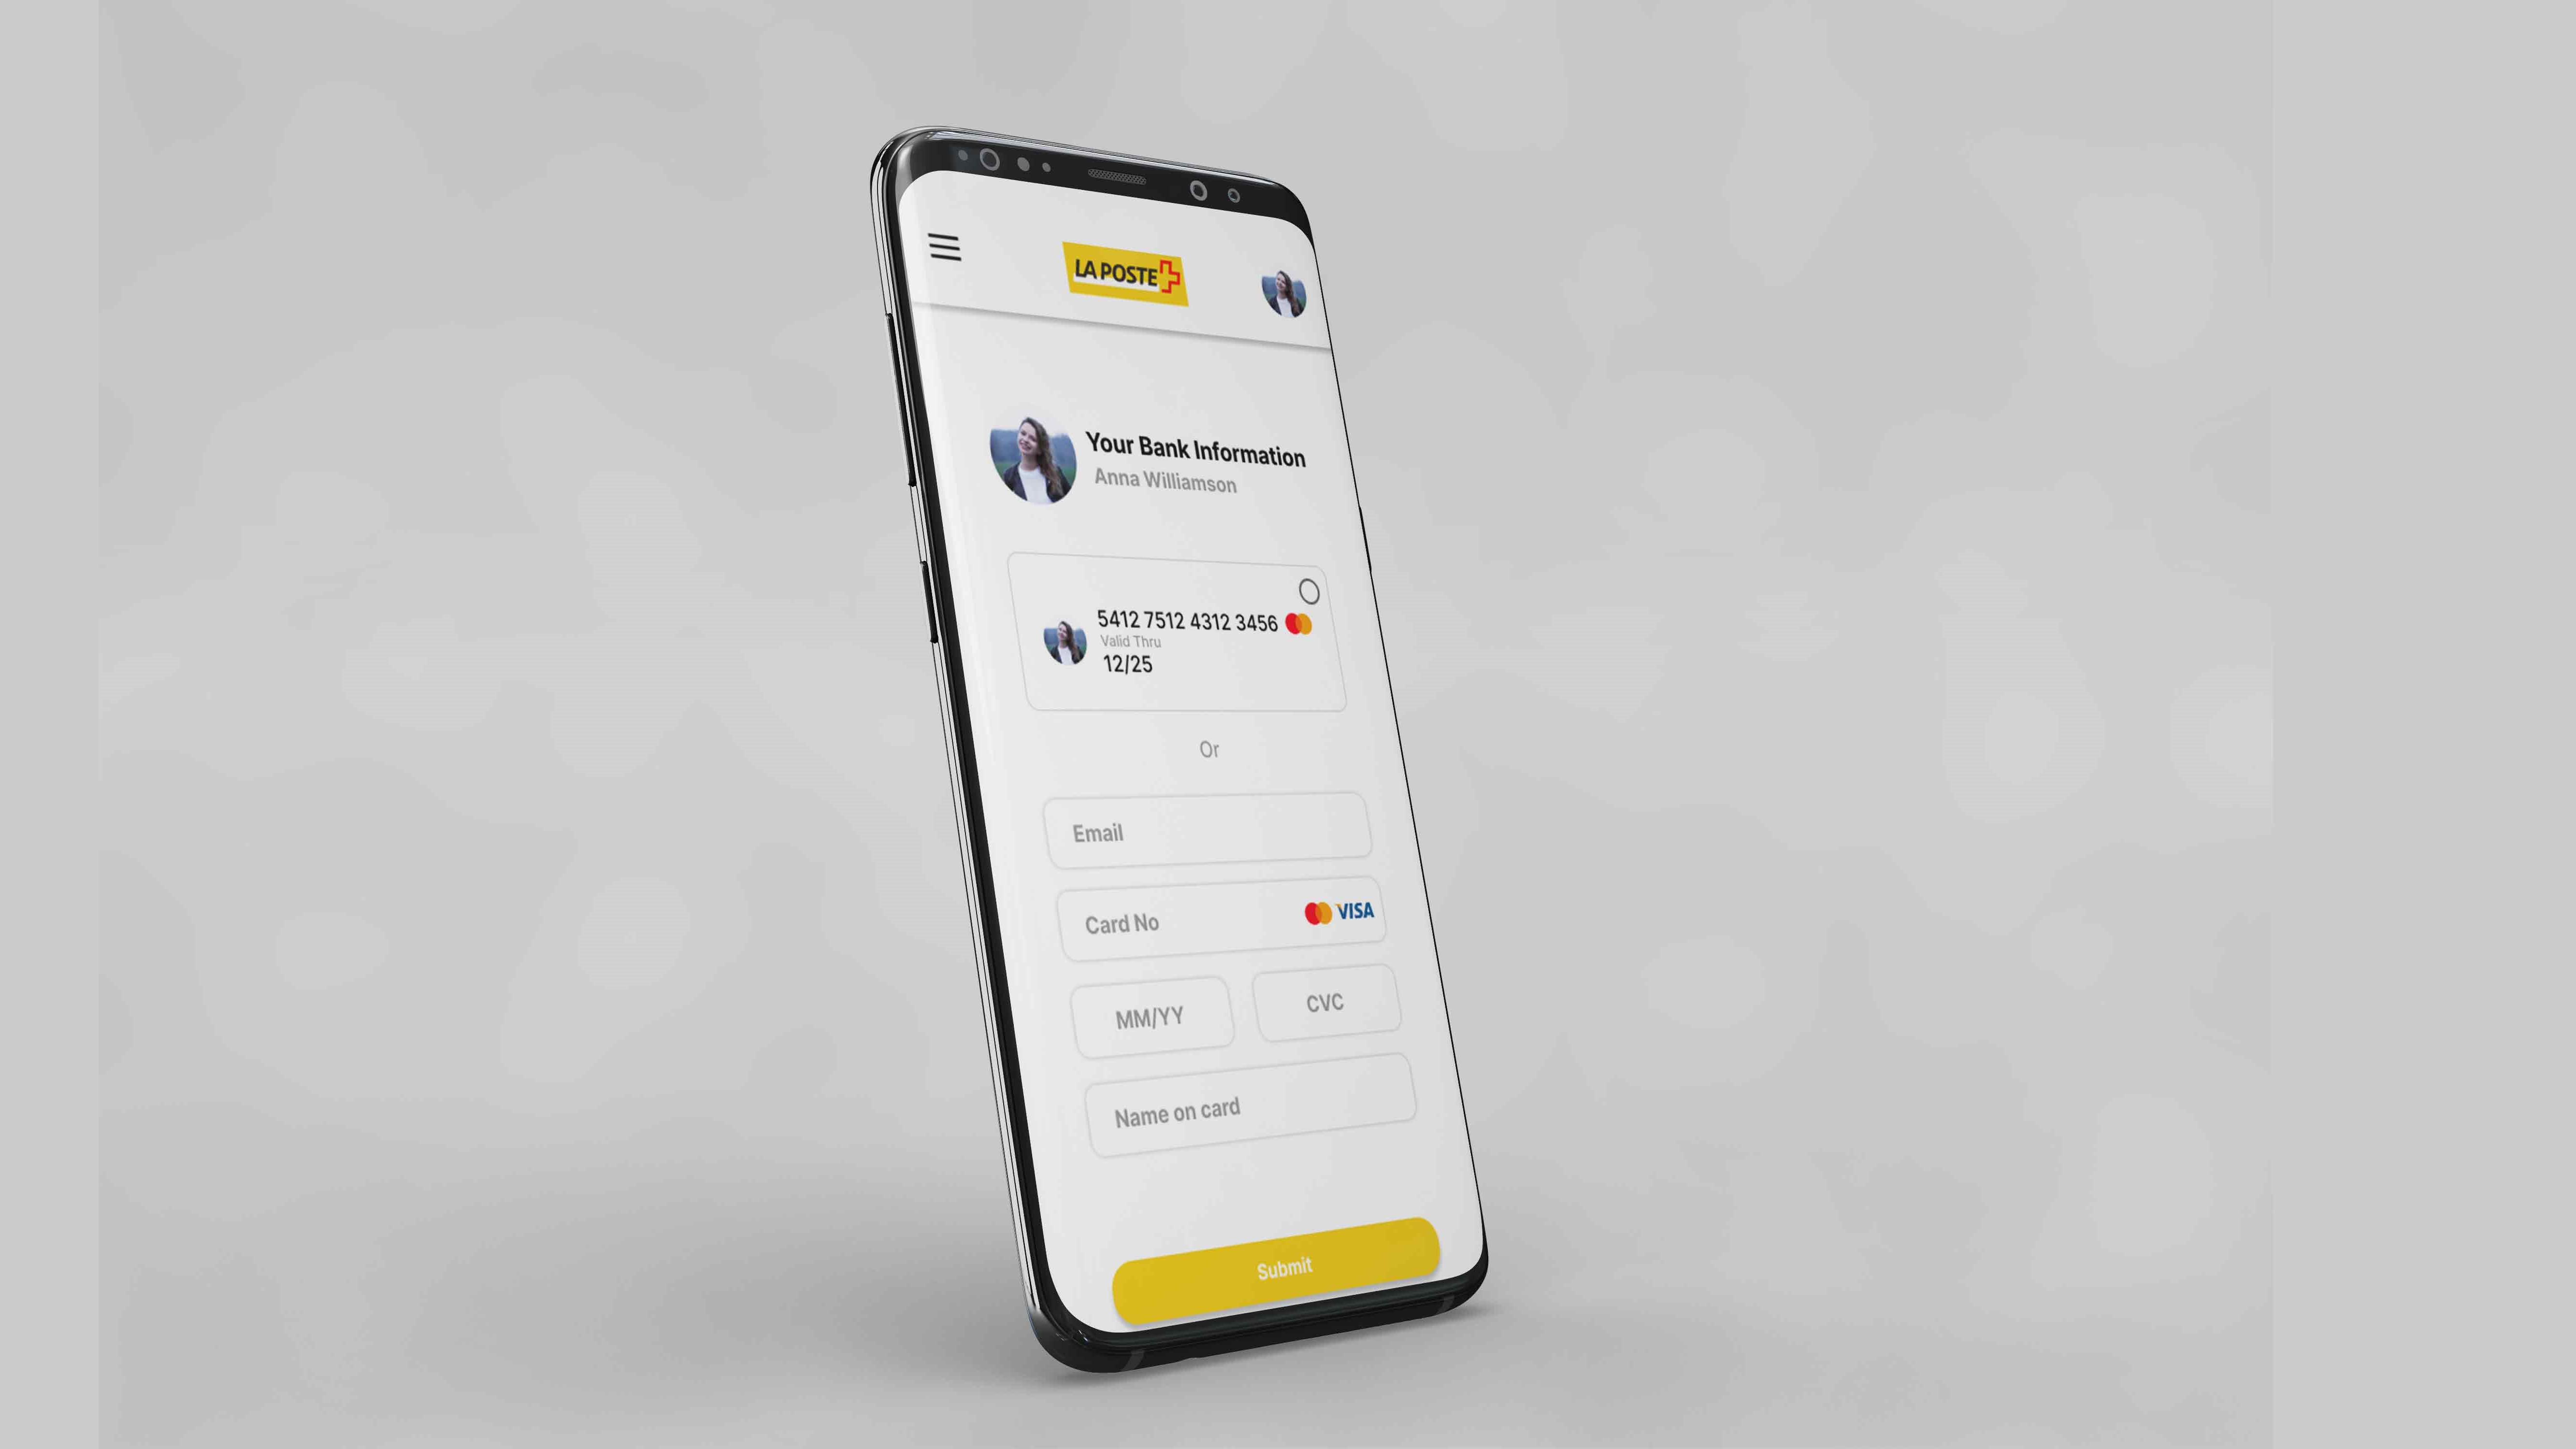 LA POSTE
Your Bank Information
Anna Williamson
5412 7512 4312 3456
Valid Thru
12/25
Or
Email
Card No
VISA
MM/YY
CVC
Name on card
Submit